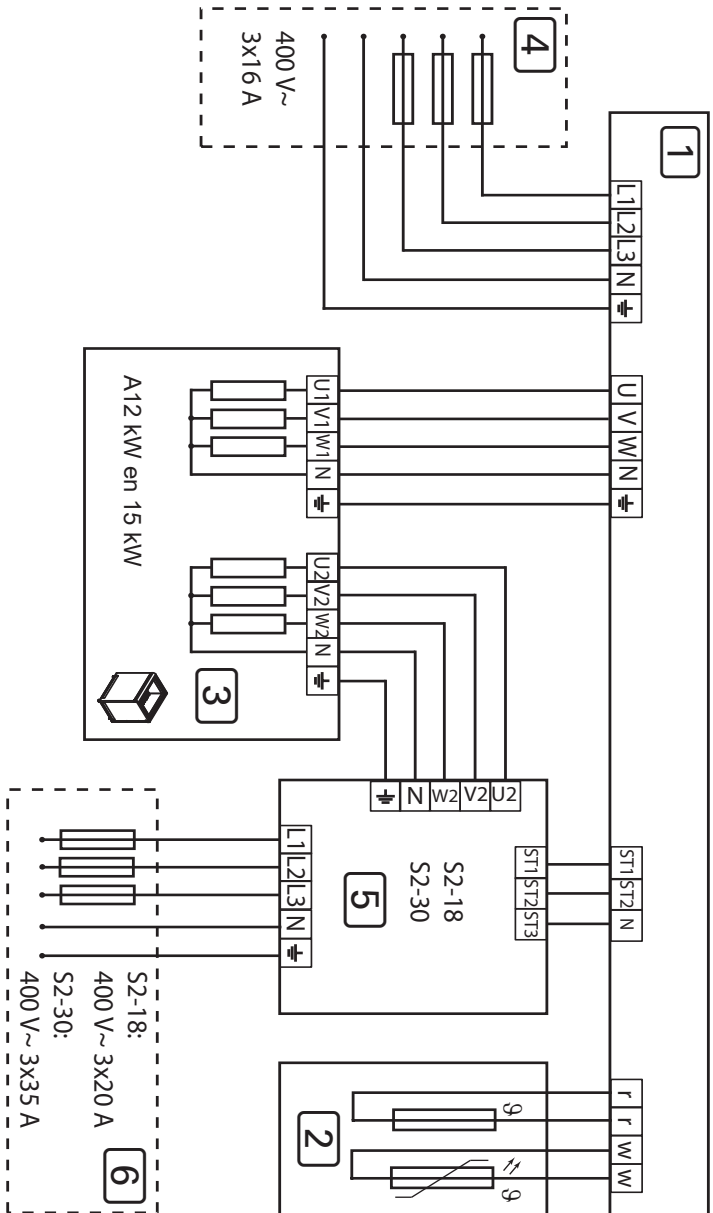 1
L1 L2 L3 N ⏚
U V W N ⏚
ST1 ST2 N
r r w w
4
400 V~
3x16 A
U1 V1 W1 N ⏚
U2 V2 W2 N ⏚
3
A12 kW en 15 kW
ST1 ST2 ST3
U2
V2
W2
N
⏚
S2-18
S2-30
5
L1 L2 L3 N ⏚
ϑ
ϑ
2
S2-18:
400 V~ 3x20 A
S2-30:
400 V~ 3x35 A
6